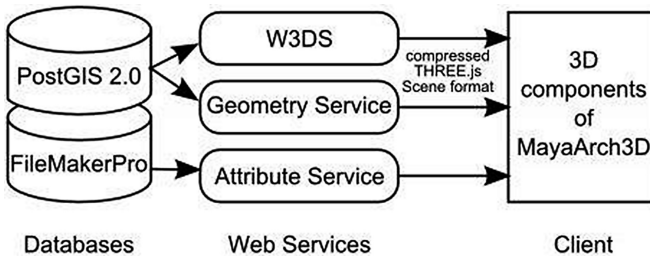 PostGIS 2.0
FileMakerPro
W3DS
Geometry Service
Attribute Service
compressed
THREE.js
Scene format
3D
components
of
MayaArch3D
Databases
Web Services
Client